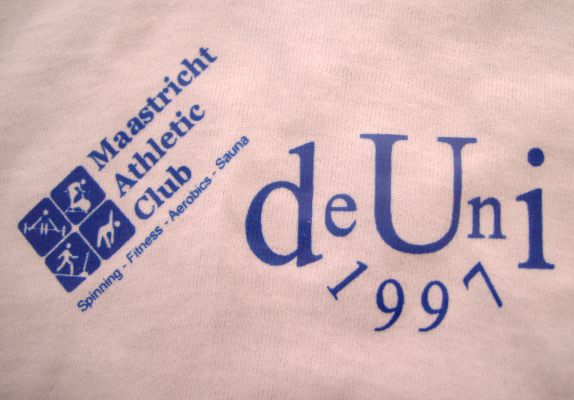 Maastricht
Athletic
Club
Spinning - Fitness - Aerobics - Sauna
deUni
1997